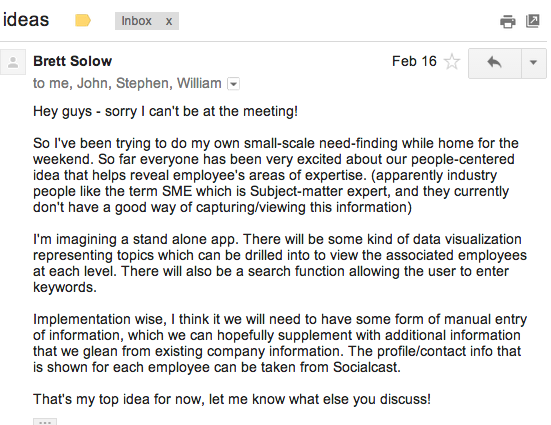 ideas
Inbox x
Brett Solow
Feb 16
to me, John, Stephen, William
Hey guys - sorry I can't be at the meeting!
So I've been trying to do my own small-scale need-finding while home for the
weekend. So far everyone has been very excited about our people-centered
idea that helps reveal employee's areas of expertise. (apparently industry
people like the term SME which is Subject-matter expert, and they currently
don't have a good way of capturing/viewing this information)
I'm imagining a stand alone app. There will be some kind of data visualization
representing topics which can be drilled into to view the associated employees
at each level. There will also be a search function allowing the user to enter
keywords.
Implementation wise, I think it we will need to have some form of manual entry
of information, which we can hopefully supplement with additional information
that we glean from existing company information. The profile/contact info that
is shown for each employee can be taken from Socialcast.
That's my top idea for now, let me know what else you discuss!